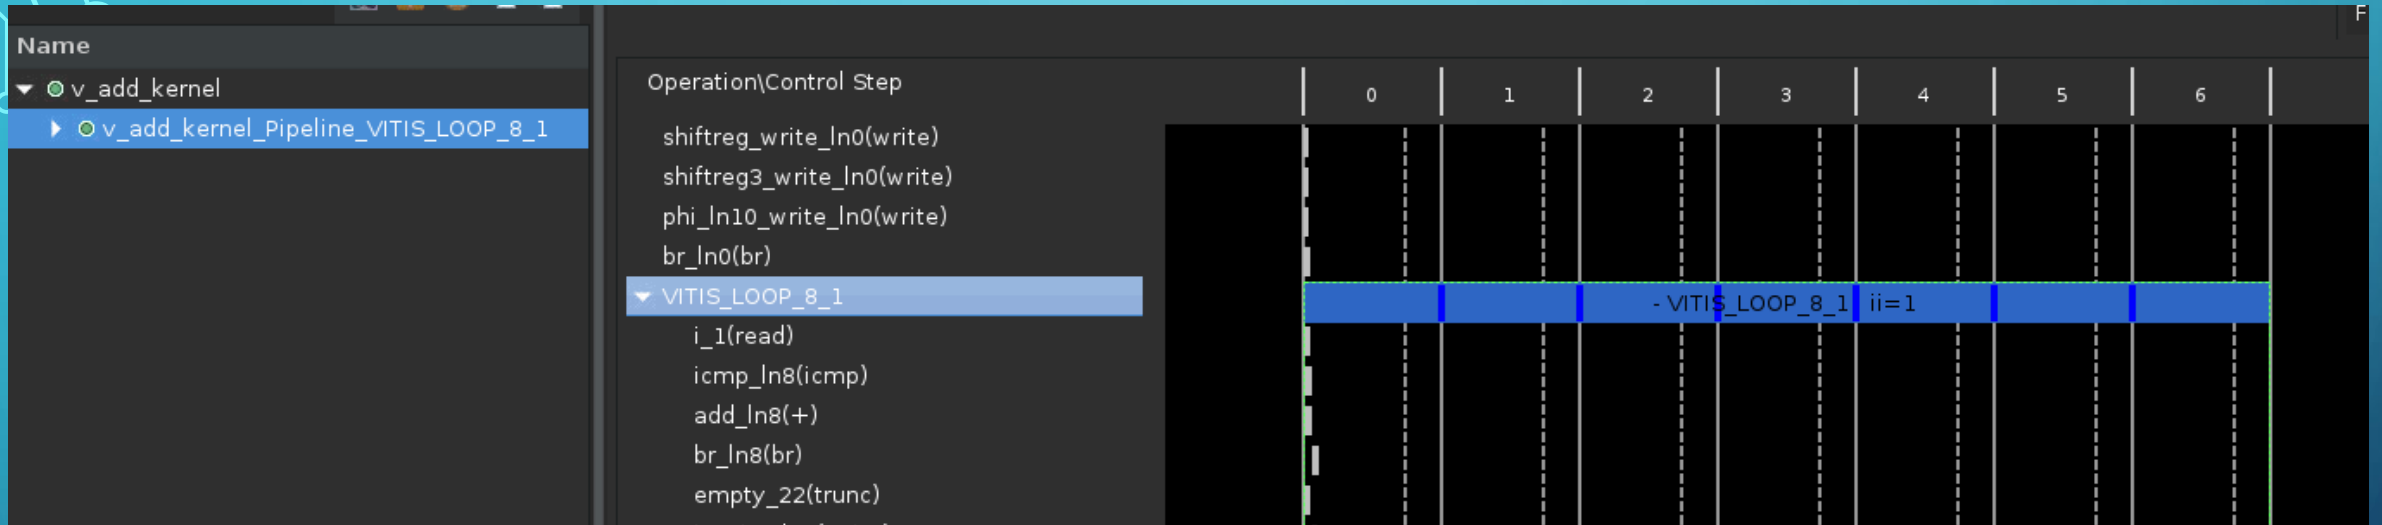 F
Name
v_add_kernel
v_add_kernel_Pipeline_VITIS_LOOP_8_1
Operation\Control Step
0 1 2 3 4 5 6
shiftreg_write_ln0(write)
shiftreg3_write_ln0(write)
phi_ln10_write_ln0(write)
br_ln0(br)
VITIS_LOOP_8_1
- VITIS_LOOP_8_1 ii=1
i_1(read)
icmp_ln8(icmp)
add_ln8(+)
br_ln8(br)
empty_22(trunc)